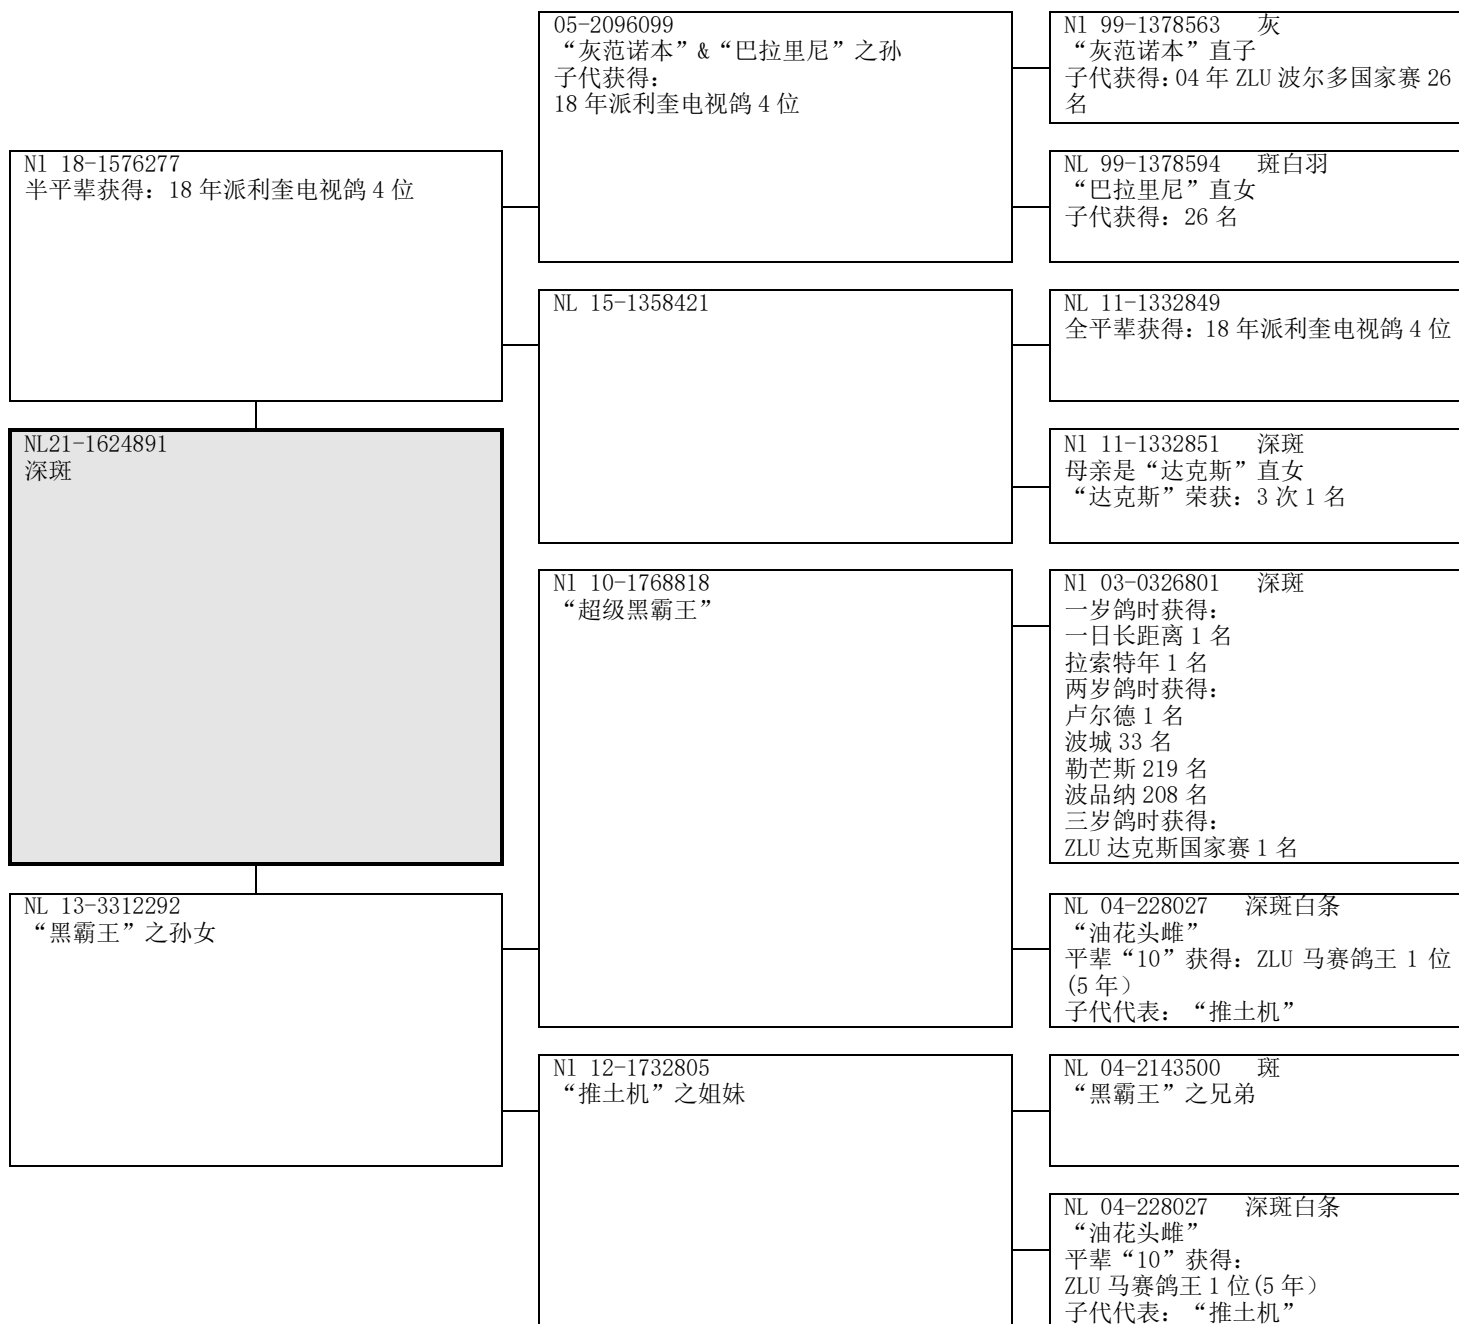 Nl 18-1576277
半平辈获得：18 年派利奎电视鸽 4 位
NL21-1624891
深斑
NL 13-3312292
“黑霸王”之孙女
05-2096099
“灰范诺本”&“巴拉里尼”之孙
子代获得：
18 年派利奎电视鸽 4 位
NL 15-1358421
Nl 10-1768818
“超级黑霸王”
Nl 12-1732805
“推土机”之姐妹
Nl 99-1378563 灰
“灰范诺本”直子
子代获得：04 年 ZLU 波尔多国家赛 26
名
NL 99-1378594 斑白羽
“巴拉里尼”直女
子代获得：26 名
NL 11-1332849
全平辈获得：18 年派利奎电视鸽 4 位
Nl 11-1332851 深斑
母亲是“达克斯”直女
“达克斯”荣获：3 次 1 名
Nl 03-0326801 深斑
一岁鸽时获得：
一日长距离 1 名
拉索特年 1 名
两岁鸽时获得：
卢尔德 1 名
波城 33 名
勒芒斯 219 名
波品纳 208 名
三岁鸽时获得：
ZLU 达克斯国家赛 1 名
NL 04-228027 深斑白条
“油花头雌”
平辈“10”获得：ZLU 马赛鸽王 1 位
(5 年）
子代代表：“推土机”
NL 04-2143500 斑
“黑霸王”之兄弟
NL 04-228027 深斑白条
“油花头雌”
平辈“10”获得：
ZLU 马赛鸽王 1 位(5 年）
子代代表：“推土机”